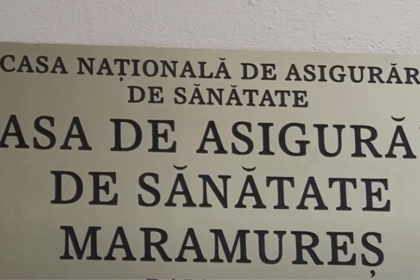 CASA NAȚIONALĂ DE ASIGURĂR
DE SĂNĂTATE
ASA DE ASIGURĂ
DE SĂNĂTATE
MARAMUREȘ